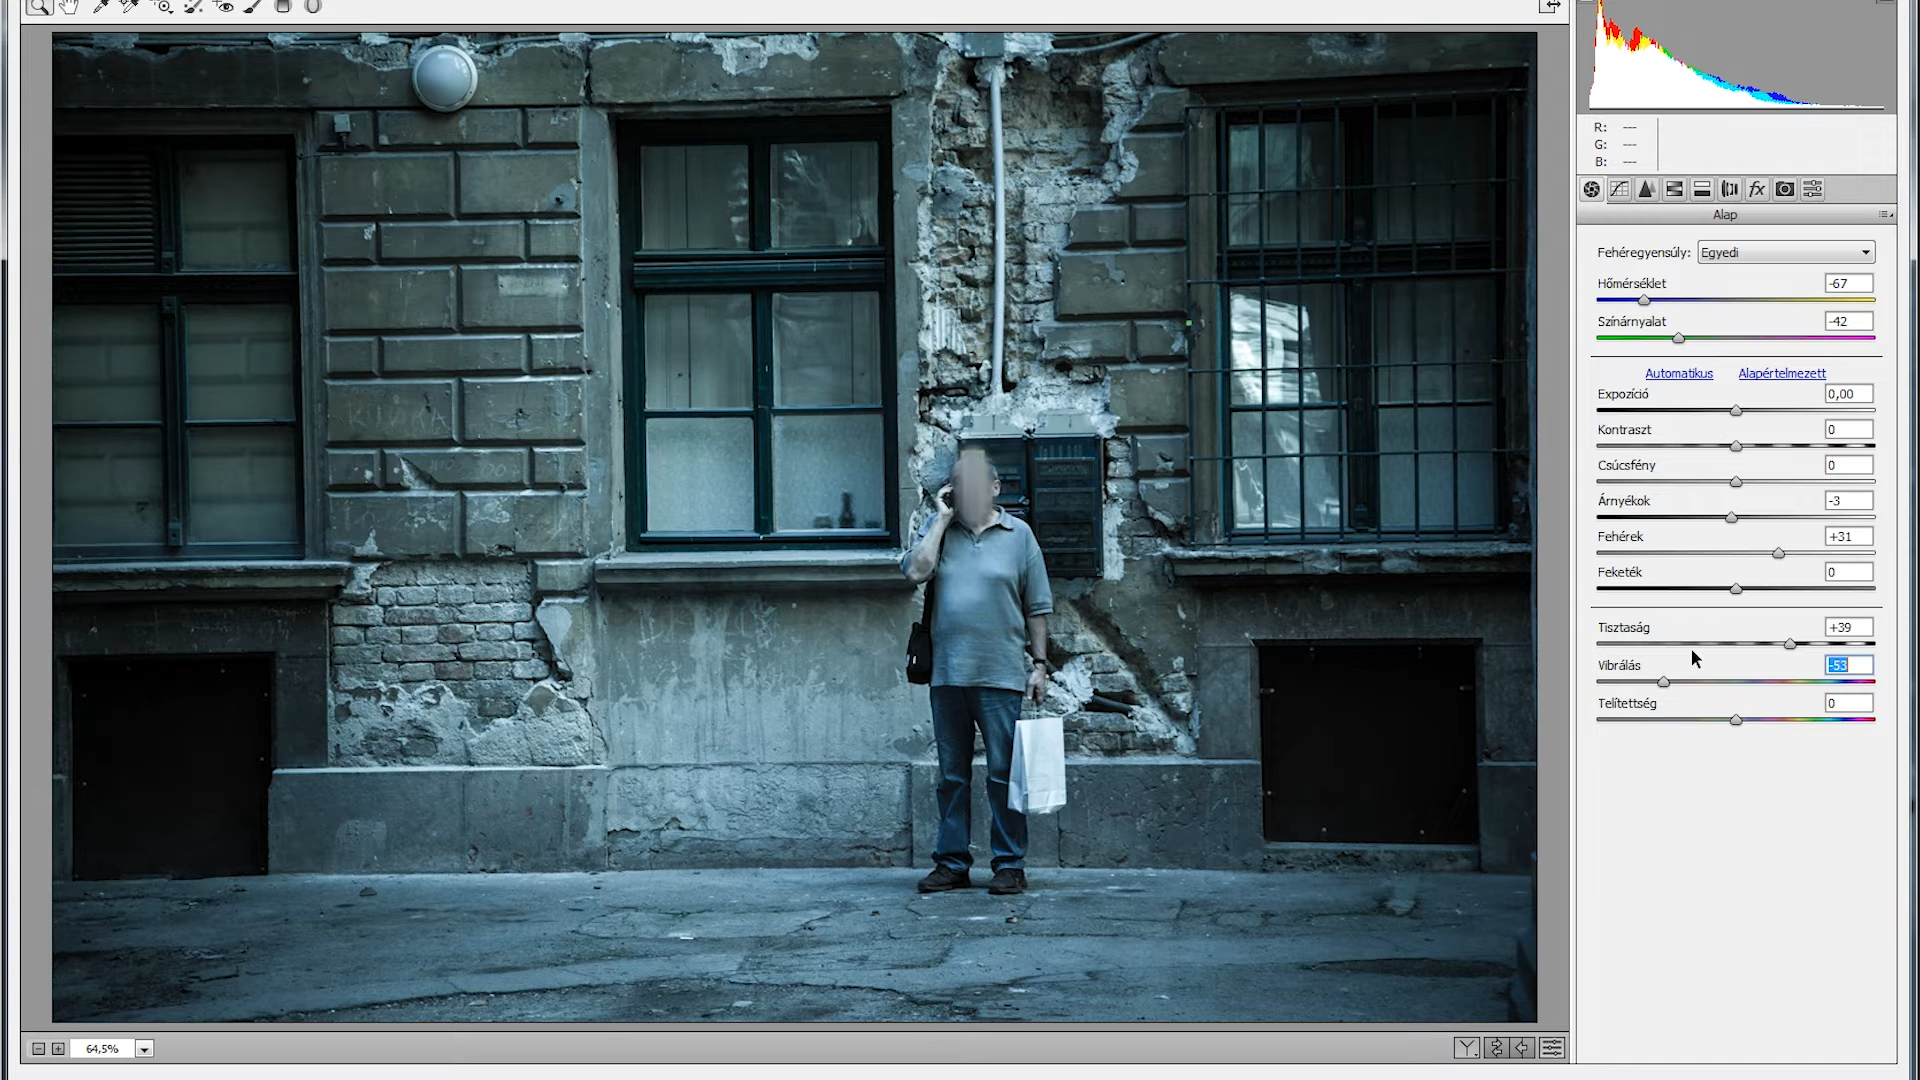 R: ---
G: ---
B: ---
fx
Alap
Fehéregyensúly: Egyedi
Hőmérséklet -67
Színárnyalat -42
Automatikus Alapértelmezett
Expozíció 0,00
Kontraszt 0
Csúcsfény 0
Árnyékok -3
Fehérek +31
Feketék 0
Tisztaság +39
Vibrálás -53
Telítettség 0
64,5%
Y